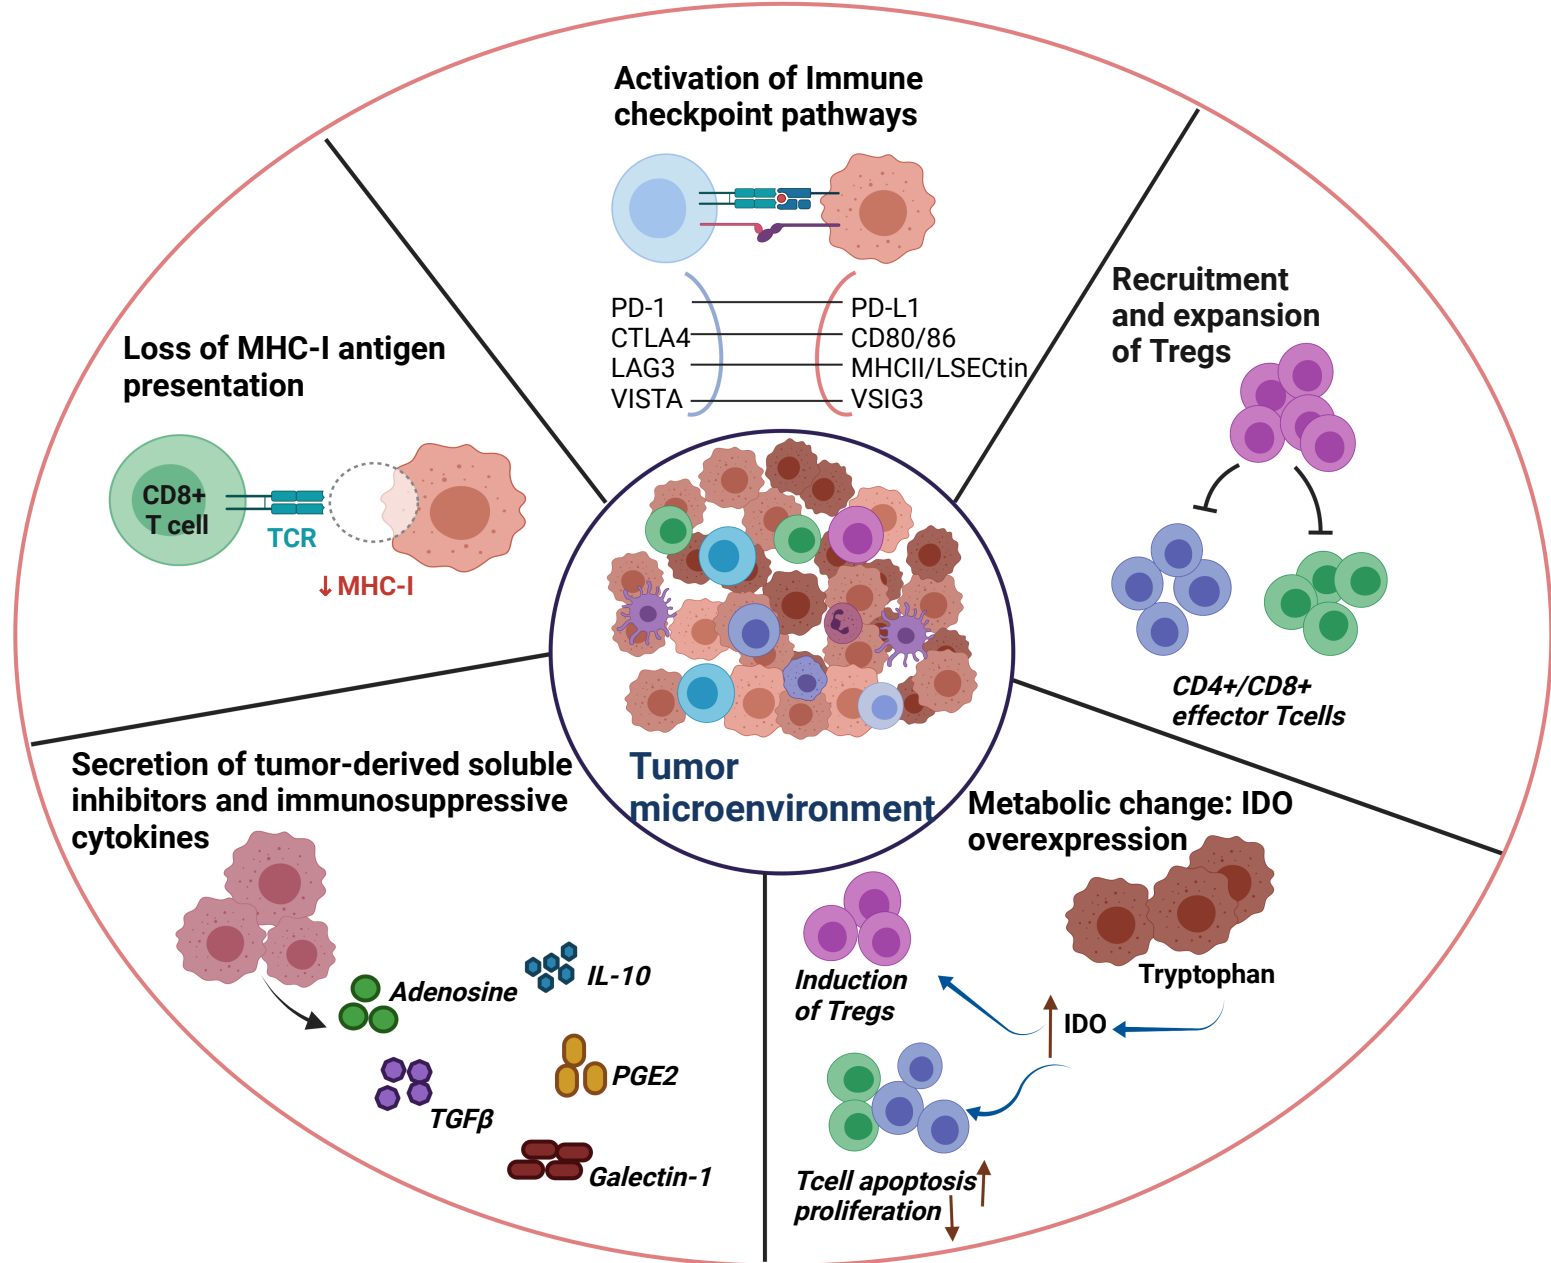 Activation of Immune
checkpoint pathways
PD-1 PD-L1
CTLA4 CD80/86
LAG3 MHCII/LSECtin
VISTA VSIG3
Recruitment
and expansion
of Tregs
CD4+/CD8+
effector Tcells
Loss of MHC-I antigen
presentation
CD8+
T cell
TCR
↓MHC-I
Tumor
microenvironment
Secretion of tumor-derived soluble
inhibitors and immunosuppressive
cytokines
Adenosine
IL-10
PGE2
TGFβ
Galectin-1
Metabolic change: IDO
overexpression
Tryptophan
IDO
Induction
of Tregs
Tcell apoptosis
proliferation